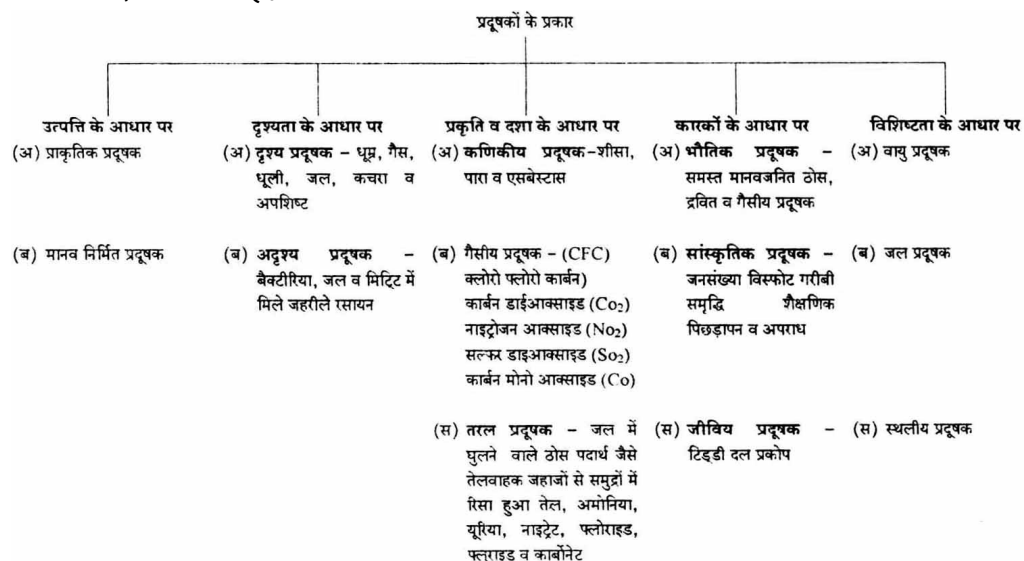 प्रदूषकों के प्रकार
उत्पत्ति के आधार पर
(अ) प्राकृतिक प्रदूषक
(ब) मानव निर्मित प्रदूषक
दृश्यता के आधार पर
(अ) दृश्य प्रदूषक – धूम्र, गैस,
धूली, जल, कचरा व
अपशिष्ट
(ब) अदृश्य प्रदूषक –
बैक्टीरिया, जल व मिट्टि में
मिले जहरीले रसायन
प्रकृति व दशा के आधार पर
(अ) कणिकीय प्रदूषक–शीसा,
पारा व एसबेस्टास
(ब) गैसीय प्रदूषक – (CFC)
क्लोरो फ्लोरो कार्बन)
कार्बन डाईआक्साइड (Co₂)
नाइट्रोजन आक्साइड (No₂)
सल्फर डाइआक्साइड (So₂)
कार्बन मोनो आक्साइड (Co)
(स) तरल प्रदूषक – जल में
घुलने वाले ठोस पदार्थ जैसे
तेलवाहक जहाजों से समुद्रों में
रिसा हुआ तेल, अमोनिया,
यूरिया, नाइट्रेट, फ्लोराइड,
फ्लुराइड व कार्बोनेट
कारकों के आधार पर
(अ) भौतिक प्रदूषक –
समस्त मानवजनित ठोस,
द्रवित व गैसीय प्रदूषक
(ब) सांस्कृतिक प्रदूषक –
जनसंख्या विस्फोट गरीबी
समृद्धि शैक्षणिक
पिछड़ापन व अपराध
(स) जीविय प्रदूषक –
टिड्डी दल प्रकोप
विशिष्टता के आधार पर
(अ) वायु प्रदूषक
(ब) जल प्रदूषक
(स) स्थलीय प्रदूषक